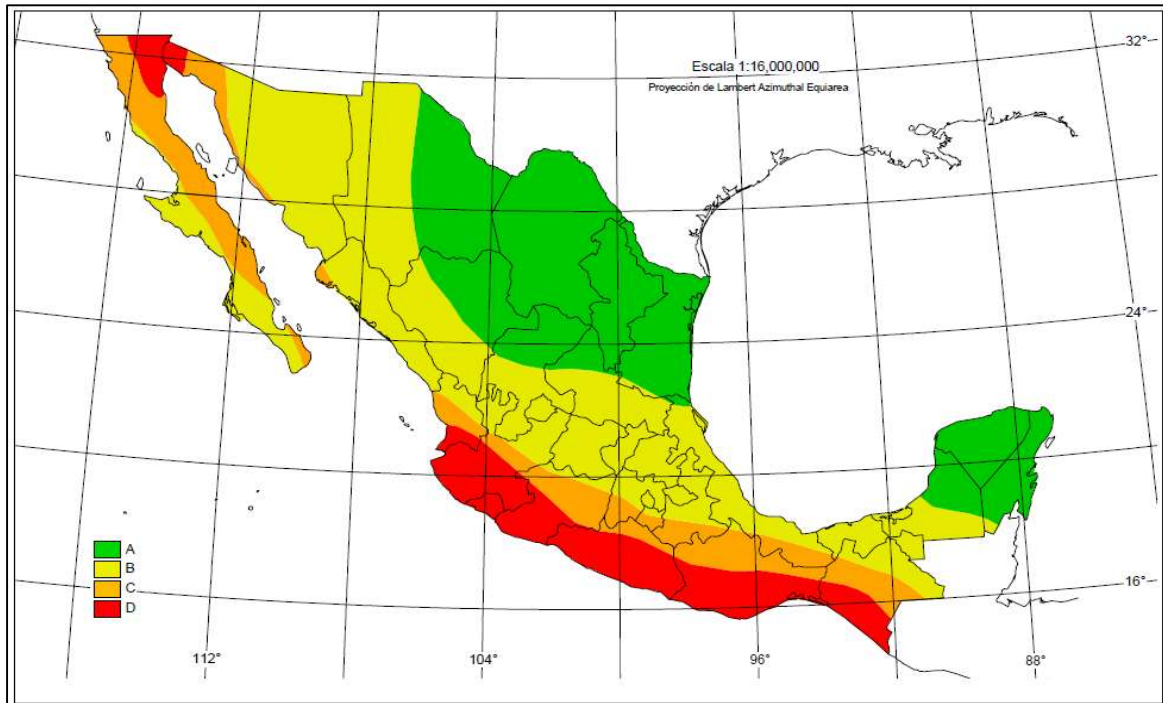 Escala 1:16,000,000
Proyección de Lambert Azimuthal Equiarea
32°
24°
16°
A
B
C
D
112°
104°
96°
88°